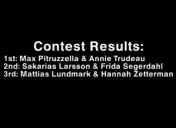 Contest Results:
1st: Max Pitruzzella & Annie Trudeau
2nd: Sakarias Larsson & Frida Segerdahl
3rd: Mattias Lundmark & Hannah Zetterman